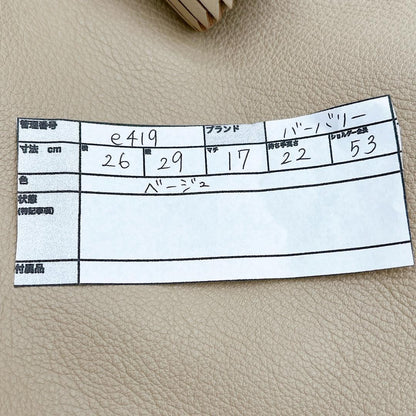 管理番号 e419 ブランド バーバリー
寸法 cm 横 26 縦 29 マチ 17 持ち手高さ 22 ショルダー全長 53
色 ベージュ
状態
(特記事項)
付属品